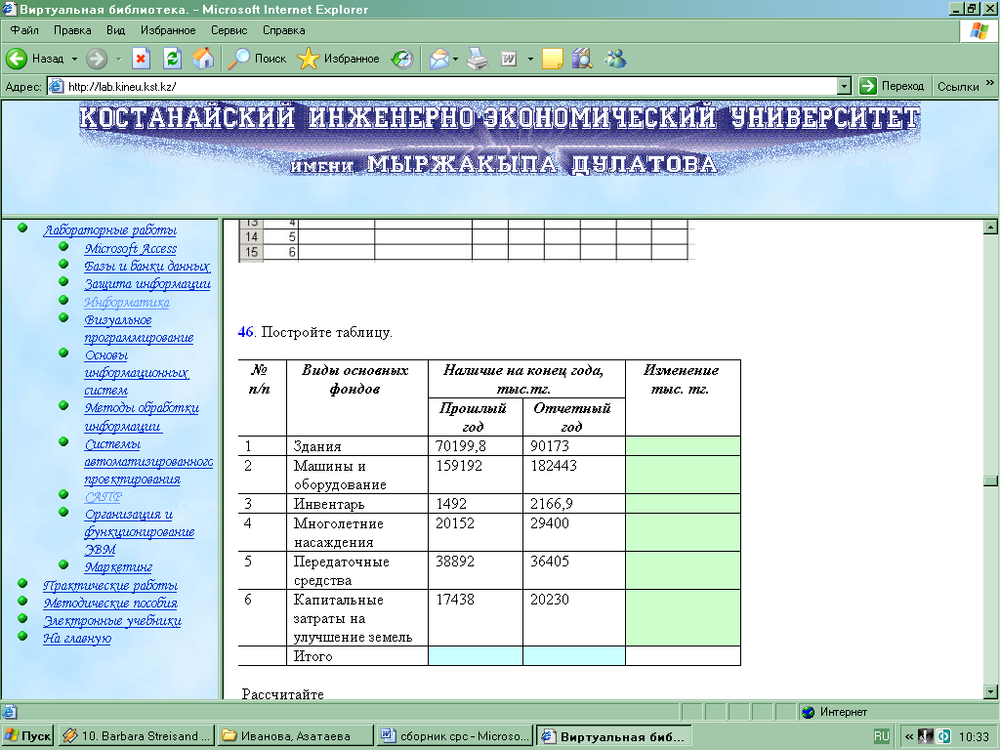 Виртуальная библиотека. - Microsoft Internet Explorer
Файл Правка Вид Избранное Сервис Справка
Назад Поиск Избранное
Адрес: http://lab.kineu.kst.kz/ Переход Ссылки »
КОСТАНАЙСКИЙ ИНЖЕНЕРНО ЭКОНОМИЧЕСКИЙ УНИВЕРСИТЕТ
ИМЕНИ МЫРЖАКЫПА ДУЛАТОВА
Лабораторные работы
Microsoft Access
Базы и банки данных
Защита информации
Информатика
Визуальное
программирование
Основы
информационных
систем
Методы обработки
информации
Системы
автоматизированного
проектирования
САПР
Организация и
функционирование
ЭВМ
Маркетинг
Практические работы
Методические пособия
Электронные учебники
На главную
13 4
14 5
15 6
46. Постройте таблицу.
№ Виды основных Наличие на конец года, Изменение
п/п фондов тыс.тг. тыс. тг.
Прошлый Отчетный
год год
1 Здания 70199,8 90173
2 Машины и 159192 182443
оборудование
3 Инвентарь 1492 2166,9
4 Многолетние 20152 29400
насаждения
5 Передаточные 38892 36405
средства
6 Капитальные 17438 20230
затраты на
улучшение земель
Итого
Рассчитайте
Интернет
Пуск 10. Barbara Streisand ... Иванова, Азатаева сборник срс - Microso... Виртуальная биб... RU « 10:33